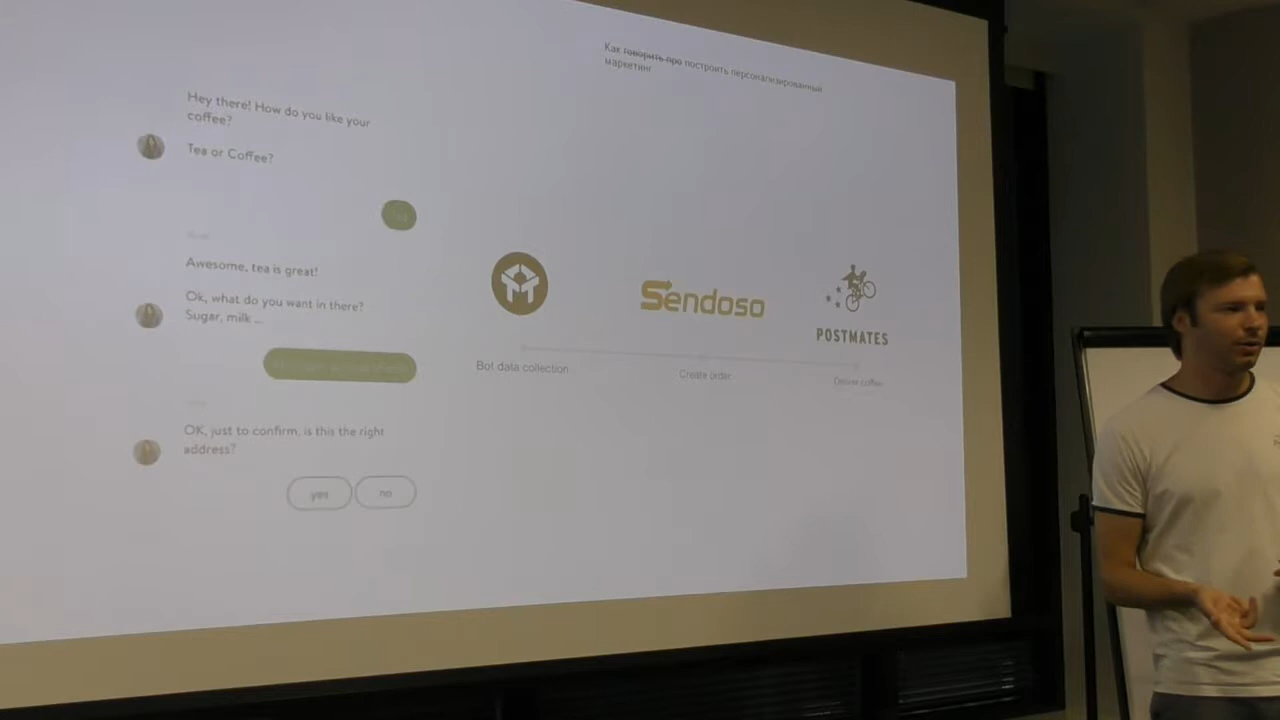 Как говорить про построить персонализированный
маркетинг
Hey there! How do you like your
coffee?
Tea or Coffee?
Awesome, tea is great!
Ok, what do you want in there?
Sugar, milk ...
OK, just to confirm, is this the right
address?
yes
no
Sendoso
POSTMATES
Bot data collection
Create order
Deliver coffee